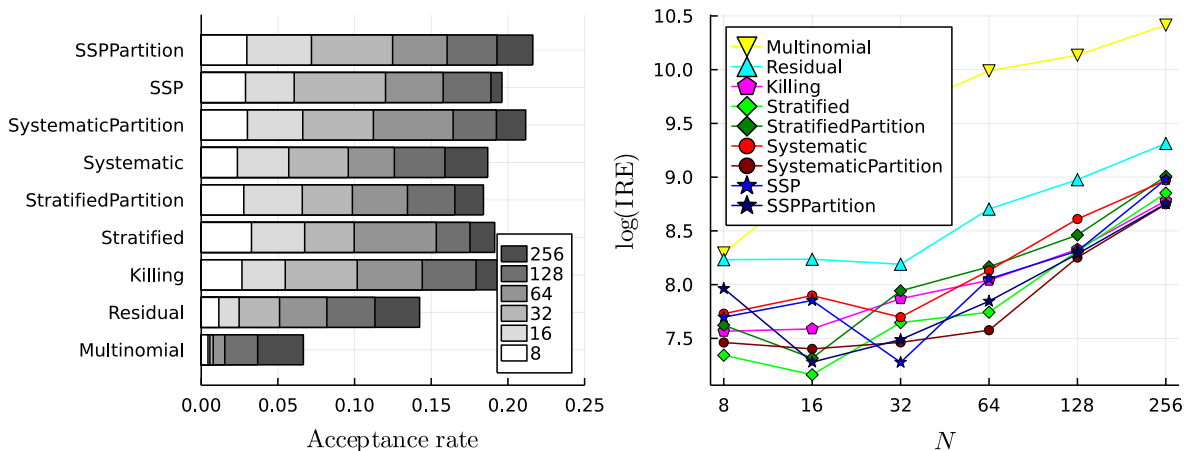 SSPPartition
SSP
SystematicPartition
Systematic
StratifiedPartition
Stratified
Killing
Residual
Multinomial
256
128
64
32
16
8
0.00 0.05 0.10 0.15 0.20 0.25
Acceptance rate
10.5
10.0
9.5
9.0
8.5
8.0
7.5
log(IRE)
Multinomial
Residual
Killing
Stratified
StratifiedPartition
Systematic
SystematicPartition
SSP
SSPPartition
8 16 32 64 128 256
N